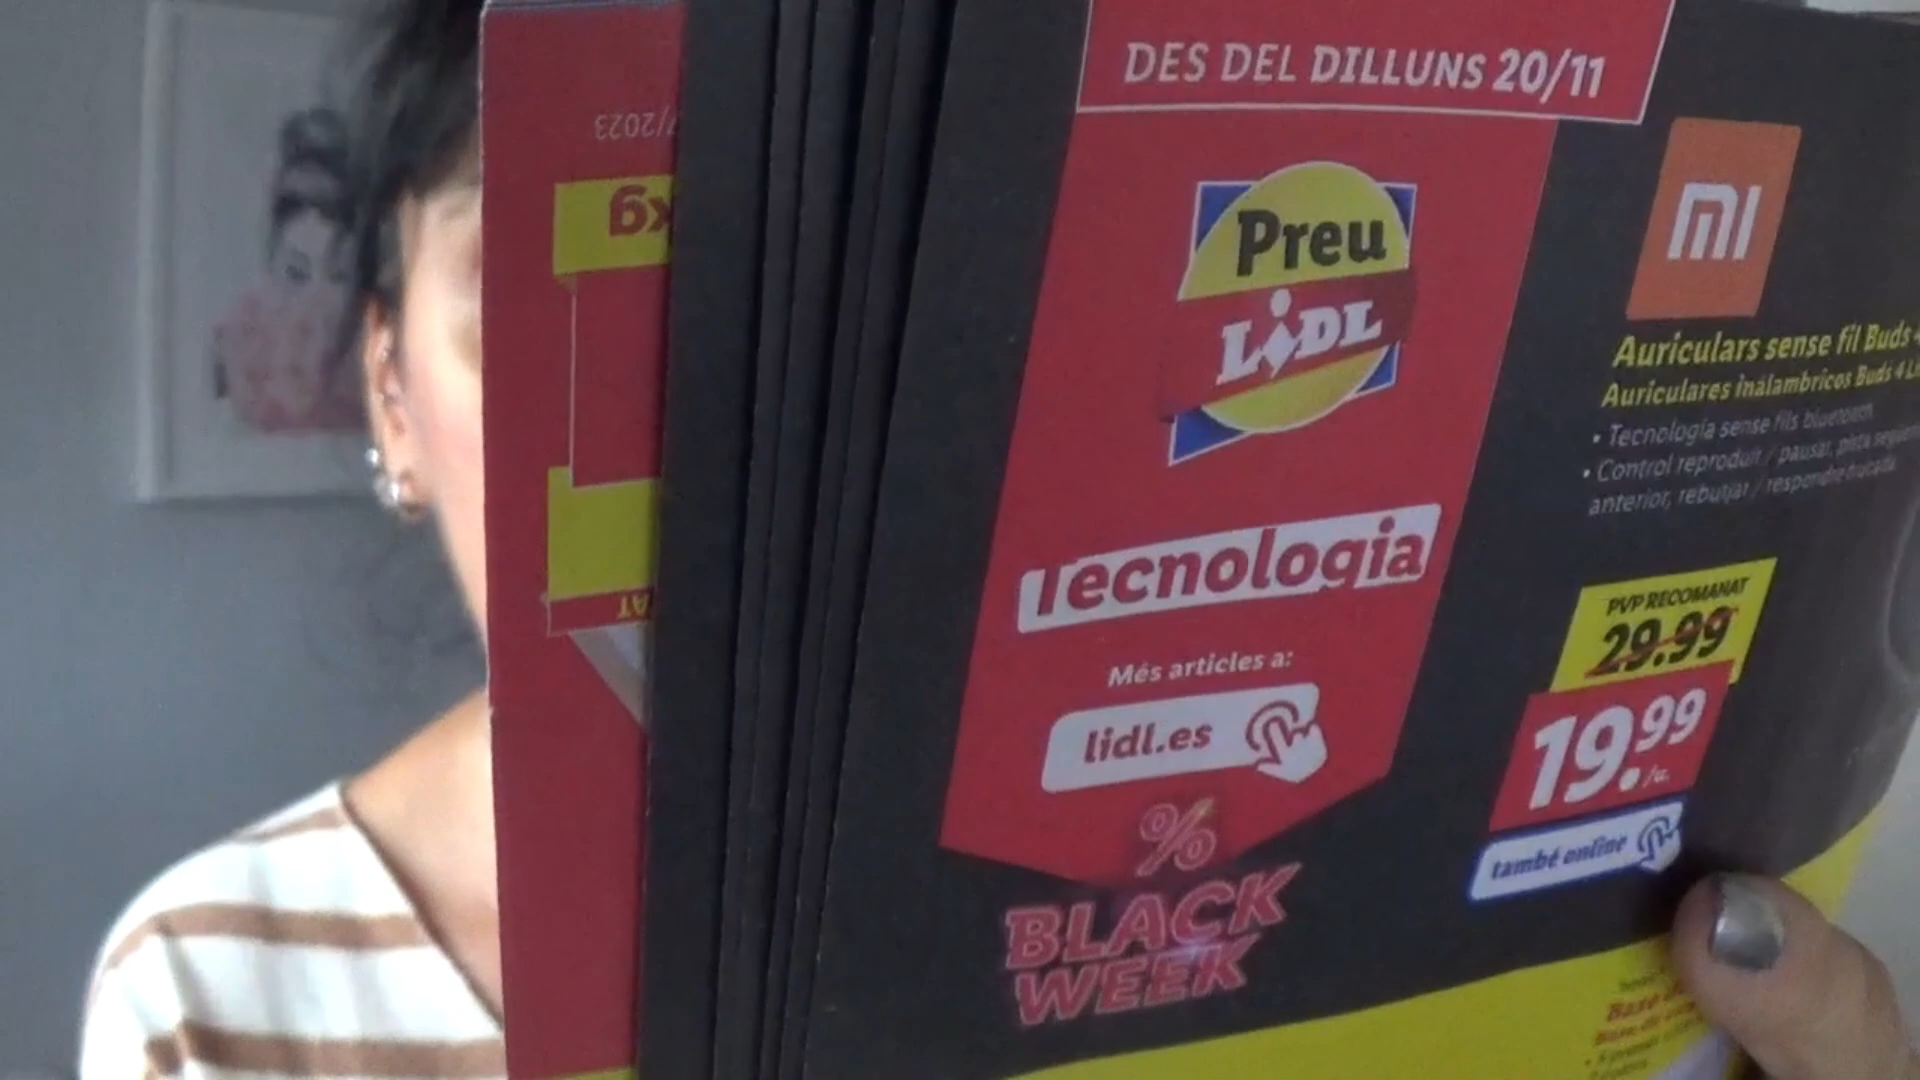 DES DEL DILLUNS 20/11
Preu
LIDL
Tecnologia
Més articles a:
lidl.es
%
BLACK
WEEK
MI
Auriculars sense fil Buds 4
Auriculares inalámbricos Buds 4
• Tecnologia sense fils bluetooth
• Control reproduir / pausar, pista
anterior, rebutjar / respondre trucada
PVP RECOMANAT
29.99
19.99
/u.
també online
/2023
kg